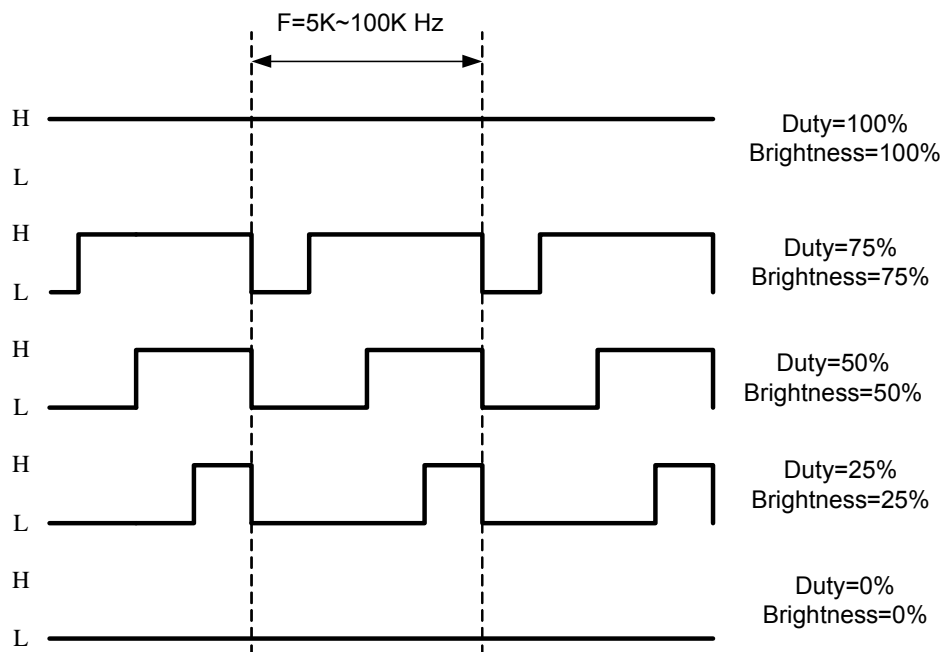 F=5K~100K Hz
H
Duty=100%
Brightness=100%
L
H
Duty=75%
Brightness=75%
L
H
Duty=50%
Brightness=50%
L
H
Duty=25%
Brightness=25%
L
H
Duty=0%
Brightness=0%
L